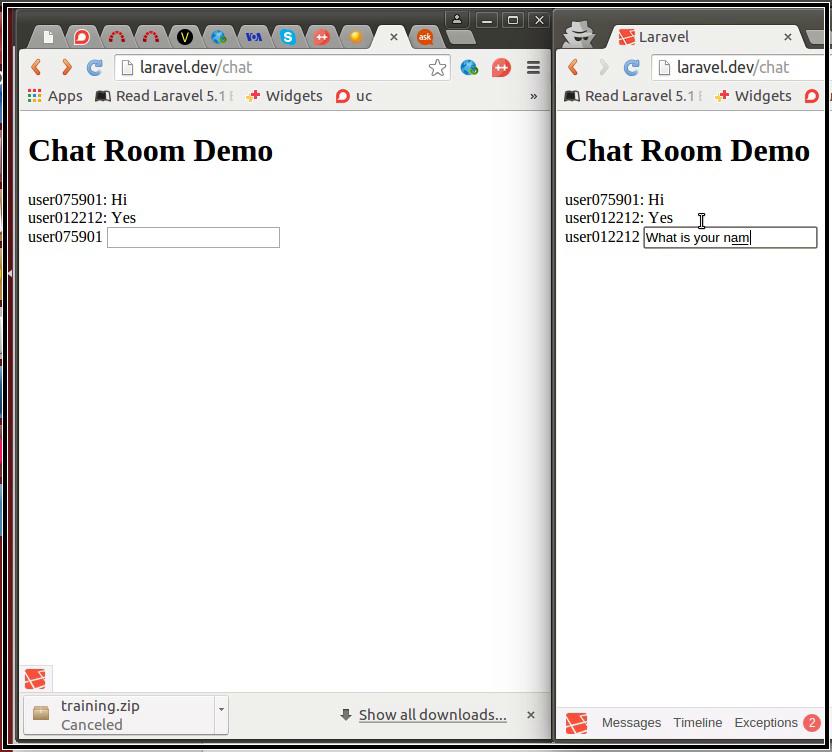 V
VOA
S
++
ask
Laravel
laravel.dev/chat
++
laravel.dev/chat
Apps
Read Laravel 5.1
Widgets
uc
»
Read Laravel 5.1
Widgets
Chat Room Demo
user075901: Hi
user012212: Yes
user075901
Chat Room Demo
user075901: Hi
user012212: Yes
user012212 What is your nam
training.zip
Canceled
Show all downloads...
Messages Timeline Exceptions 2